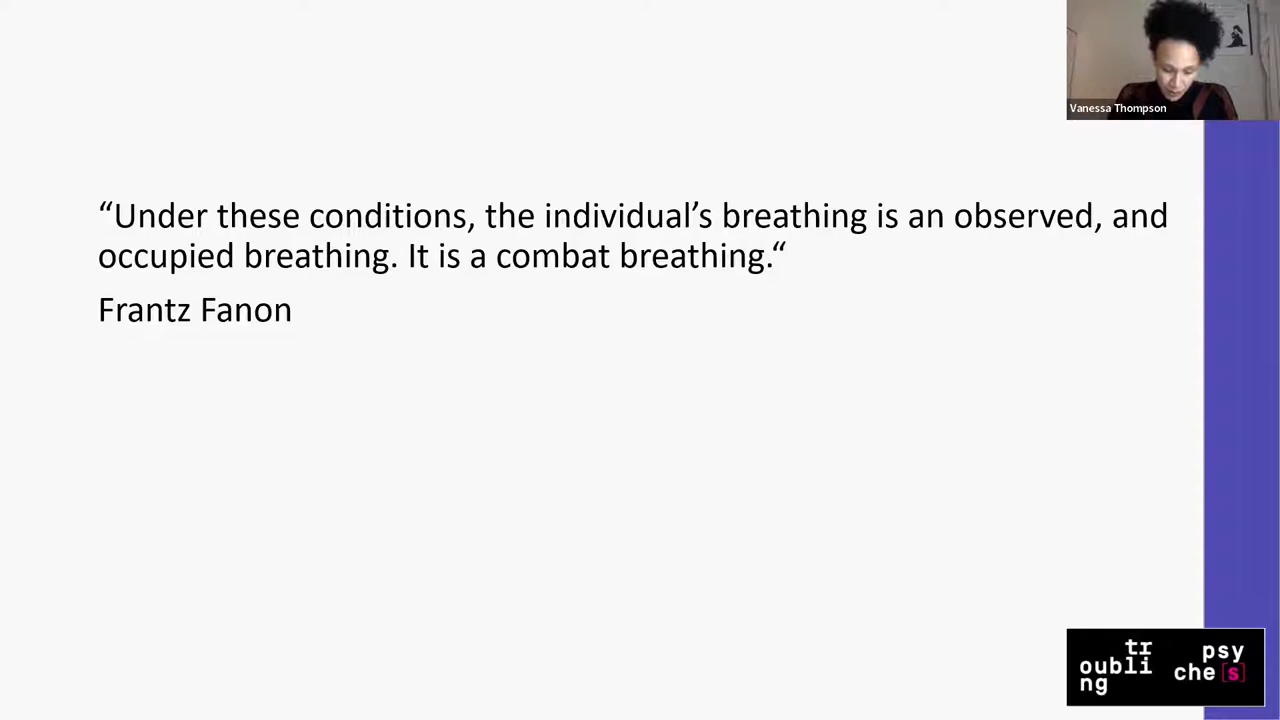 Vanessa Thompson
“Under these conditions, the individual’s breathing is an observed, and
occupied breathing. It is a combat breathing.“
Frantz Fanon
tr
oubli
ng
psy
che[s]